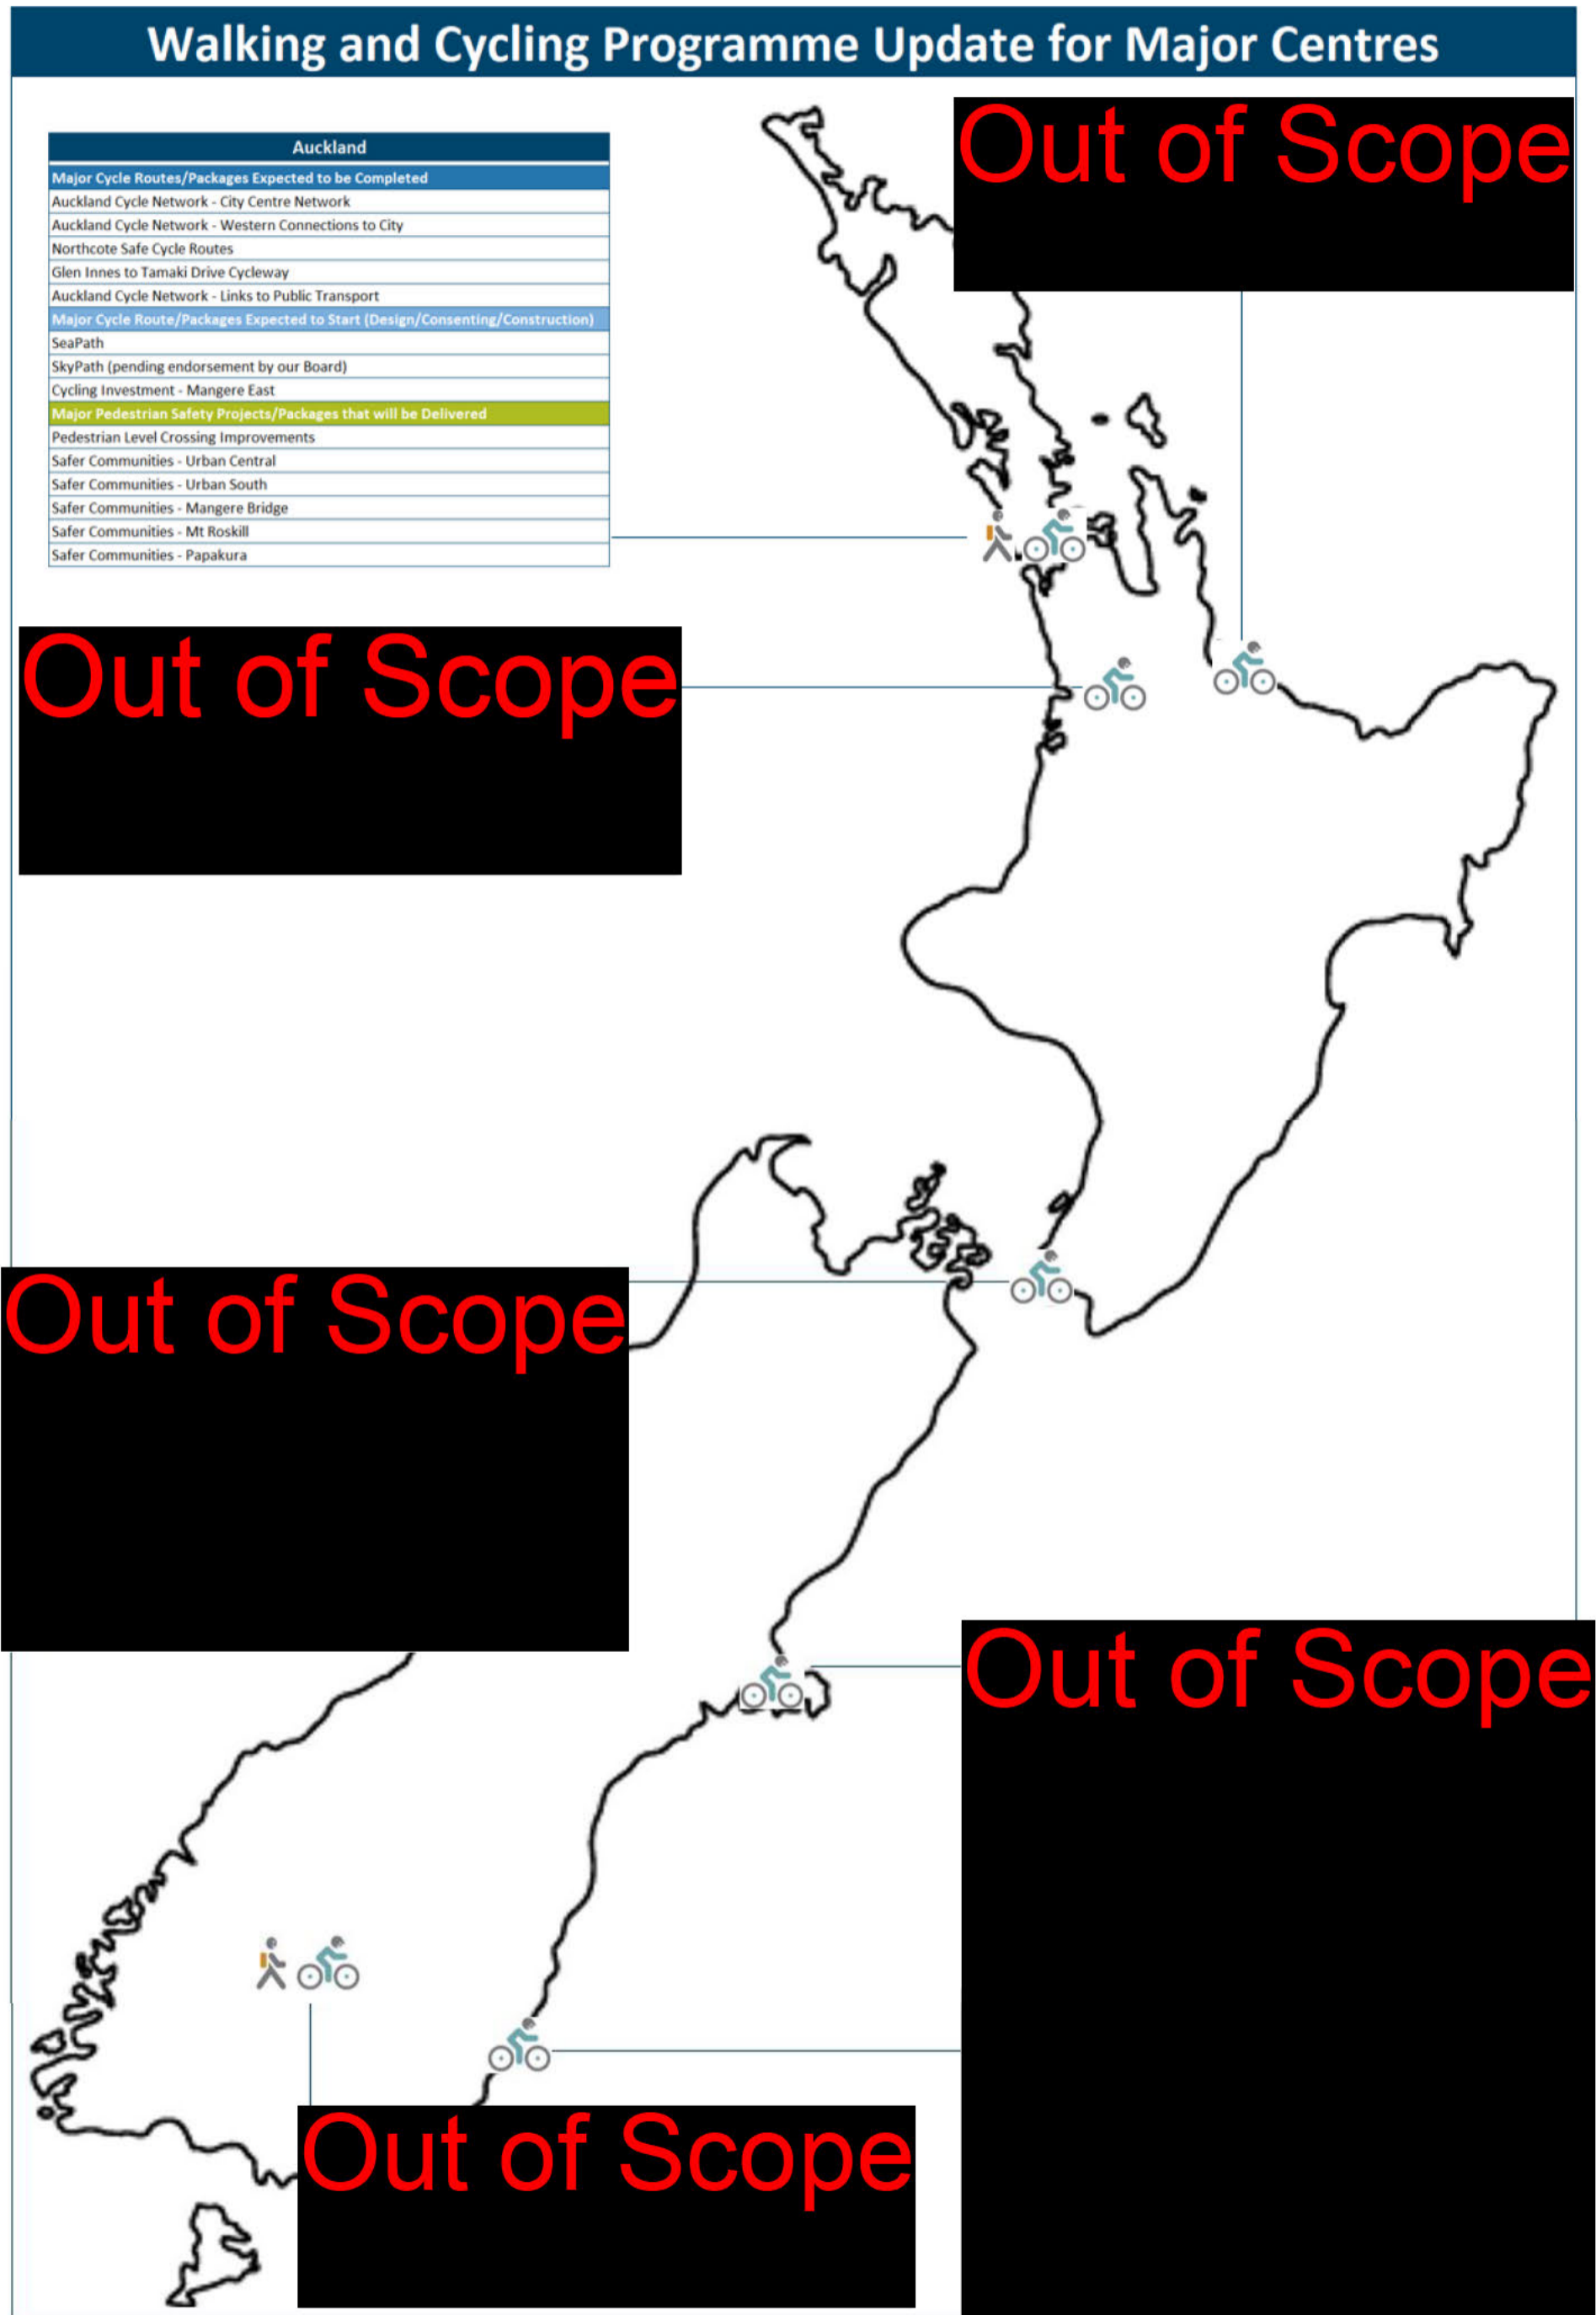 Walking and Cycling Programme Update for Major Centres
Out of Scope
Auckland
Major Cycle Routes/Packages Expected to be Completed
Auckland Cycle Network - City Centre Network
Auckland Cycle Network - Western Connections to City
Northcote Safe Cycle Routes
Glen Innes to Tamaki Drive Cycleway
Auckland Cycle Network - Links to Public Transport
Major Cycle Route/Packages Expected to Start (Design/Consenting/Construction)
SeaPath
SkyPath (pending endorsement by our Board)
Cycling Investment - Mangere East
Major Pedestrian Safety Projects/Packages that will be Delivered
Pedestrian Level Crossing Improvements
Safer Communities - Urban Central
Safer Communities - Urban South
Safer Communities - Mangere Bridge
Safer Communities - Mt Roskill
Safer Communities - Papakura
Out of Scope
Out of Scope
Out of Scope
Out of Scope